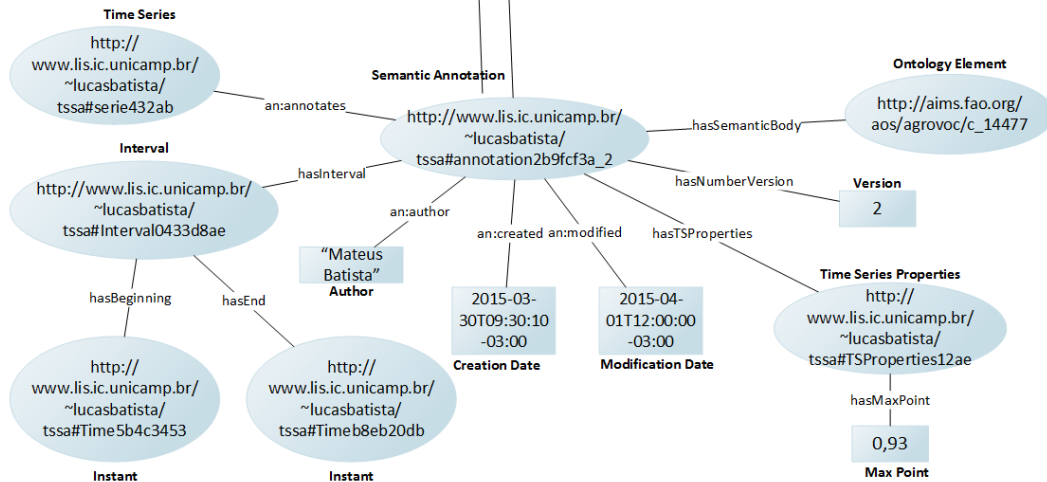 Time Series
http://
www.lis.ic.unicamp.br/
~lucasbatista/
tssa#serie432ab
an:annotates
Semantic Annotation
http://www.lis.ic.unicamp.br/
~lucasbatista/
tssa#annotation2b9fcf3a_2
hasSemanticBody
Ontology Element
http://aims.fao.org/
aos/agrovoc/c_14477
Interval
http://www.lis.ic.unicamp.br/
~lucasbatista/
tssa#Interval0433d8ae
hasInterval
hasNumberVersion
Version
2
an:author
"Mateus
Batista"
Author
an:created
2015-03-
30T09:30:10
-03:00
Creation Date
an:modified
2015-04-
01T12:00:00
-03:00
Modification Date
hasTSProperties
Time Series Properties
http://
www.lis.ic.unicamp.br/
~lucasbatista/
tssa#TSProperties12ae
hasMaxPoint
0,93
Max Point
hasBeginning
http://
www.lis.ic.unicamp.br/
~lucasbatista/
tssa#Time5b4c3453
Instant
hasEnd
http://
www.lis.ic.unicamp.br/
~lucasbatista/
tssa#Timeb8eb20db
Instant